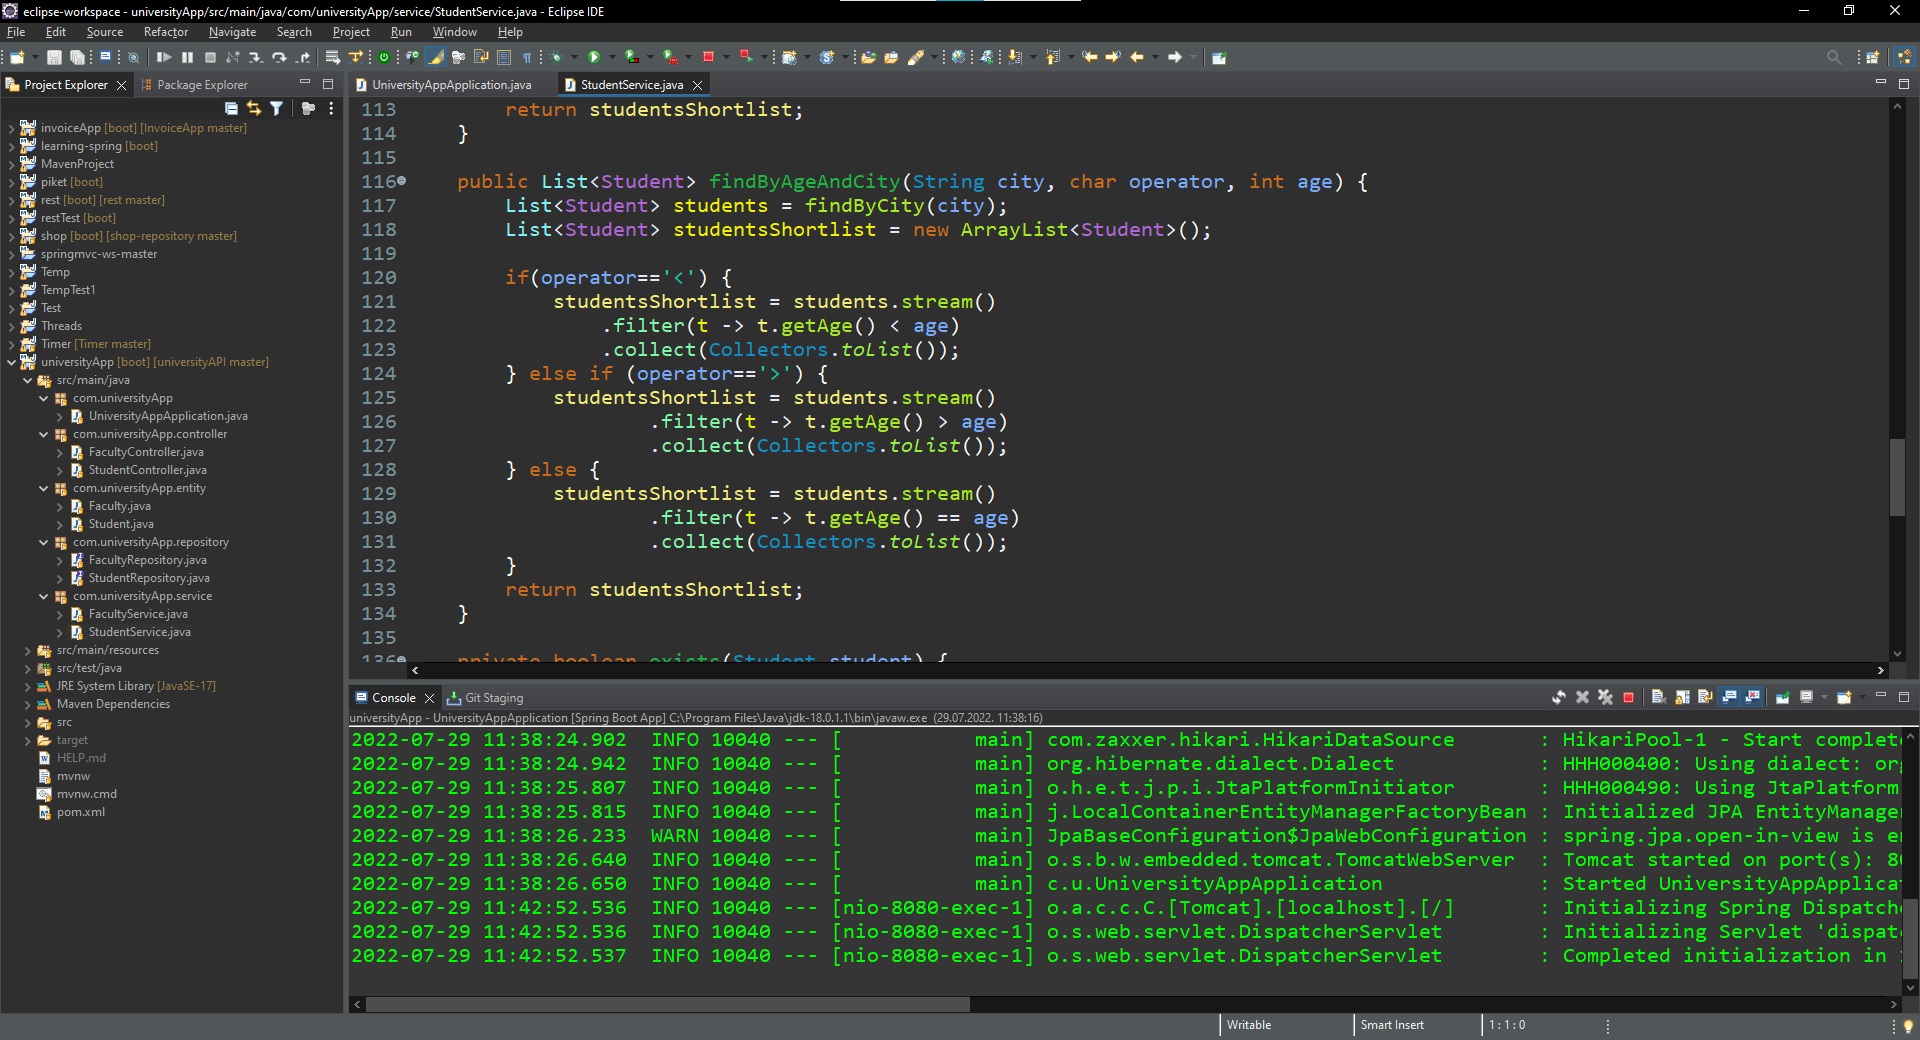 eclipse-workspace - universityApp/src/main/java/com/universityApp/service/StudentService.java - Eclipse IDE
File Edit Source Refactor Navigate Search Project Run Window Help
Project Explorer Package Explorer
invoiceApp [boot] [InvoiceApp master]
learning-spring [boot]
MavenProject
piket [boot]
rest [boot] [rest master]
restTest [boot]
shop [boot] [shop-repository master]
springmvc-ws-master
Temp
TempTest1
Test
Threads
Timer [Timer master]
universityApp [boot] [universityAPI master]
src/main/java
com.universityApp
UniversityAppApplication.java
com.universityApp.controller
FacultyController.java
StudentController.java
com.universityApp.entity
Faculty.java
Student.java
com.universityApp.repository
FacultyRepository.java
StudentRepository.java
com.universityApp.service
FacultyService.java
StudentService.java
src/main/resources
src/test/java
JRE System Library [JavaSE-17]
Maven Dependencies
src
target
HELP.md
mvnw
mvnw.cmd
pom.xml
UniversityAppApplication.java StudentService.java
113 return studentsShortlist;
114 }
115
116 public List<Student> findByAgeAndCity(String city, char operator, int age) {
117 List<Student> students = findByCity(city);
118 List<Student> studentsShortlist = new ArrayList<Student>();
119
120 if(operator=='<') {
121 studentsShortlist = students.stream()
122 .filter(t -> t.getAge() < age)
123 .collect(Collectors.toList());
124 } else if (operator=='>') {
125 studentsShortlist = students.stream()
126 .filter(t -> t.getAge() > age)
127 .collect(Collectors.toList());
128 } else {
129 studentsShortlist = students.stream()
130 .filter(t -> t.getAge() == age)
131 .collect(Collectors.toList());
132 }
133 return studentsShortlist;
134 }
135
136 private boolean exists(Student student) {
Console Git Staging
universityApp - UniversityAppApplication [Spring Boot App] C:\Program Files\Java\jdk-18.0.1.1\bin\javaw.exe (29.07.2022. 11:38:16)
2022-07-29 11:38:24.902 INFO 10040 --- [ main] com.zaxxer.hikari.HikariDataSource : HikariPool-1 - Start complet
2022-07-29 11:38:24.942 INFO 10040 --- [ main] org.hibernate.dialect.Dialect : HHH000400: Using dialect: or
2022-07-29 11:38:25.807 INFO 10040 --- [ main] o.h.e.t.j.p.i.JtaPlatformInitiator : HHH000490: Using JtaPlatform
2022-07-29 11:38:25.815 INFO 10040 --- [ main] j.LocalContainerEntityManagerFactoryBean : Initialized JPA EntityManager
2022-07-29 11:38:26.233 WARN 10040 --- [ main] JpaBaseConfiguration$JpaWebConfiguration : spring.jpa.open-in-view is e
2022-07-29 11:38:26.640 INFO 10040 --- [ main] o.s.b.w.embedded.tomcat.TomcatWebServer : Tomcat started on port(s): 8
2022-07-29 11:38:26.650 INFO 10040 --- [ main] c.u.UniversityAppApplication : Started UniversityAppApplica
2022-07-29 11:42:52.536 INFO 10040 --- [nio-8080-exec-1] o.a.c.c.C.[Tomcat].[localhost].[/] : Initializing Spring Dispatch
2022-07-29 11:42:52.536 INFO 10040 --- [nio-8080-exec-1] o.s.web.servlet.DispatcherServlet : Initializing Servlet 'dispat
2022-07-29 11:42:52.537 INFO 10040 --- [nio-8080-exec-1] o.s.web.servlet.DispatcherServlet : Completed initialization in
Writable Smart Insert 1 : 1 : 0